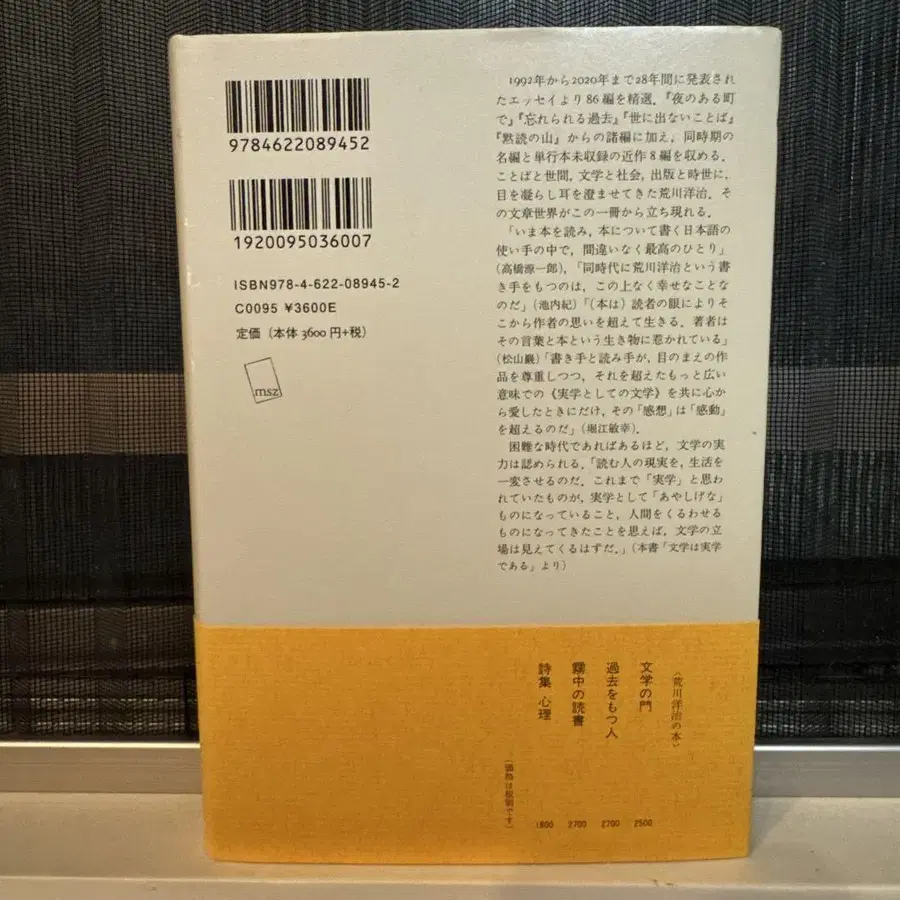 9784622089452
1920095036007
ISBN978-4-622-08945-2
C0095 ¥3600E
定価（本体 3600 円+税）
msz
1992年から2020年まで28年間に発表され
たエッセイより86編を精選．『夜のある町
で』『忘れられる過去』『世に出ないことば』
『黙読の山』からの諸編に加え，同時期の
名編と単行本未収録の近作8編を収める．
ことばと世間，文学と社会，出版と時世に，
目を凝らし耳を澄ませてきた荒川洋治．そ
の文章世界がこの一冊から立ち現れる．
「いま本を読み，本について書く日本語の
使い手の中で，間違いなく最高のひとり」
（高橋源一郎），「同時代に荒川洋治という書
き手をもつのは，この上なく幸せなことな
のだ」（池内紀）「（本は）読者の眼によりそ
こから作者の思いを超えて生きる．著者は
その言葉と本という生き物に惹かれている」
（松山巖）「書き手と読み手が，目のまえの作
品を尊重しつつ，それを超えたもっと広い
意味での《実学としての文学》を共に心か
ら愛したときにだけ，その「感想」は「感動」
を超えるのだ」（堀江敏幸）．
困難な時代であればあるほど，文学の実
力は認められる．「読む人の現実を，生活を
一変させるのだ．これまで「実学」と思わ
れていたものが，実学として「あやしげな」
ものになっていること，人間をくるわせる
ものになってきたことを思えば，文学の立
場は見えてくるはずだ．」（本書「文学は実学
である」より）
〈荒川洋治の本〉
文学の門 2500
過去をもつ人 2700
霧中の読書 2700
詩集 心理 1800
（価格は税別です）